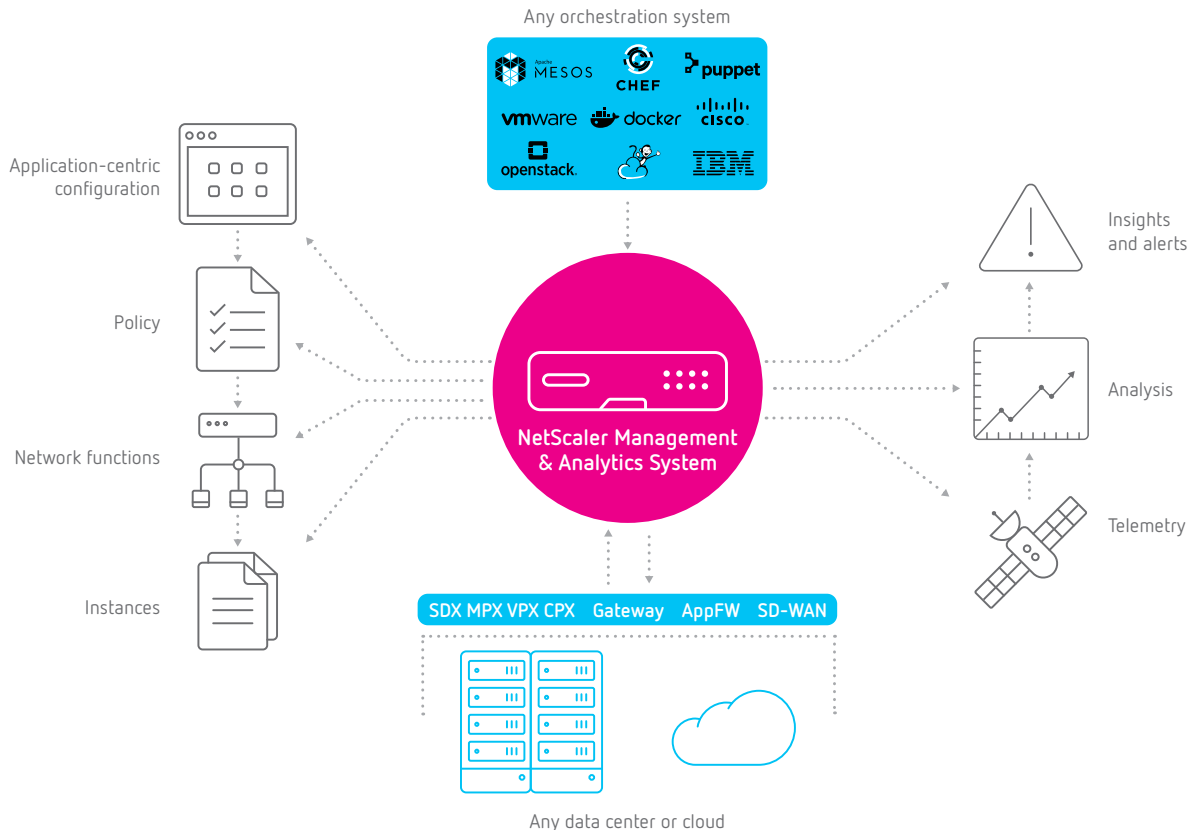 Any orchestration system
Apache
MESOS
CHEF
puppet
vmware
docker
CISCO
openstack.
IBM
Application-centric
configuration
Policy
Network functions
Instances
NetScaler Management
& Analytics System
Insights
and alerts
Analysis
Telemetry
SDX MPX VPX CPX Gateway AppFW SD-WAN
Any data center or cloud